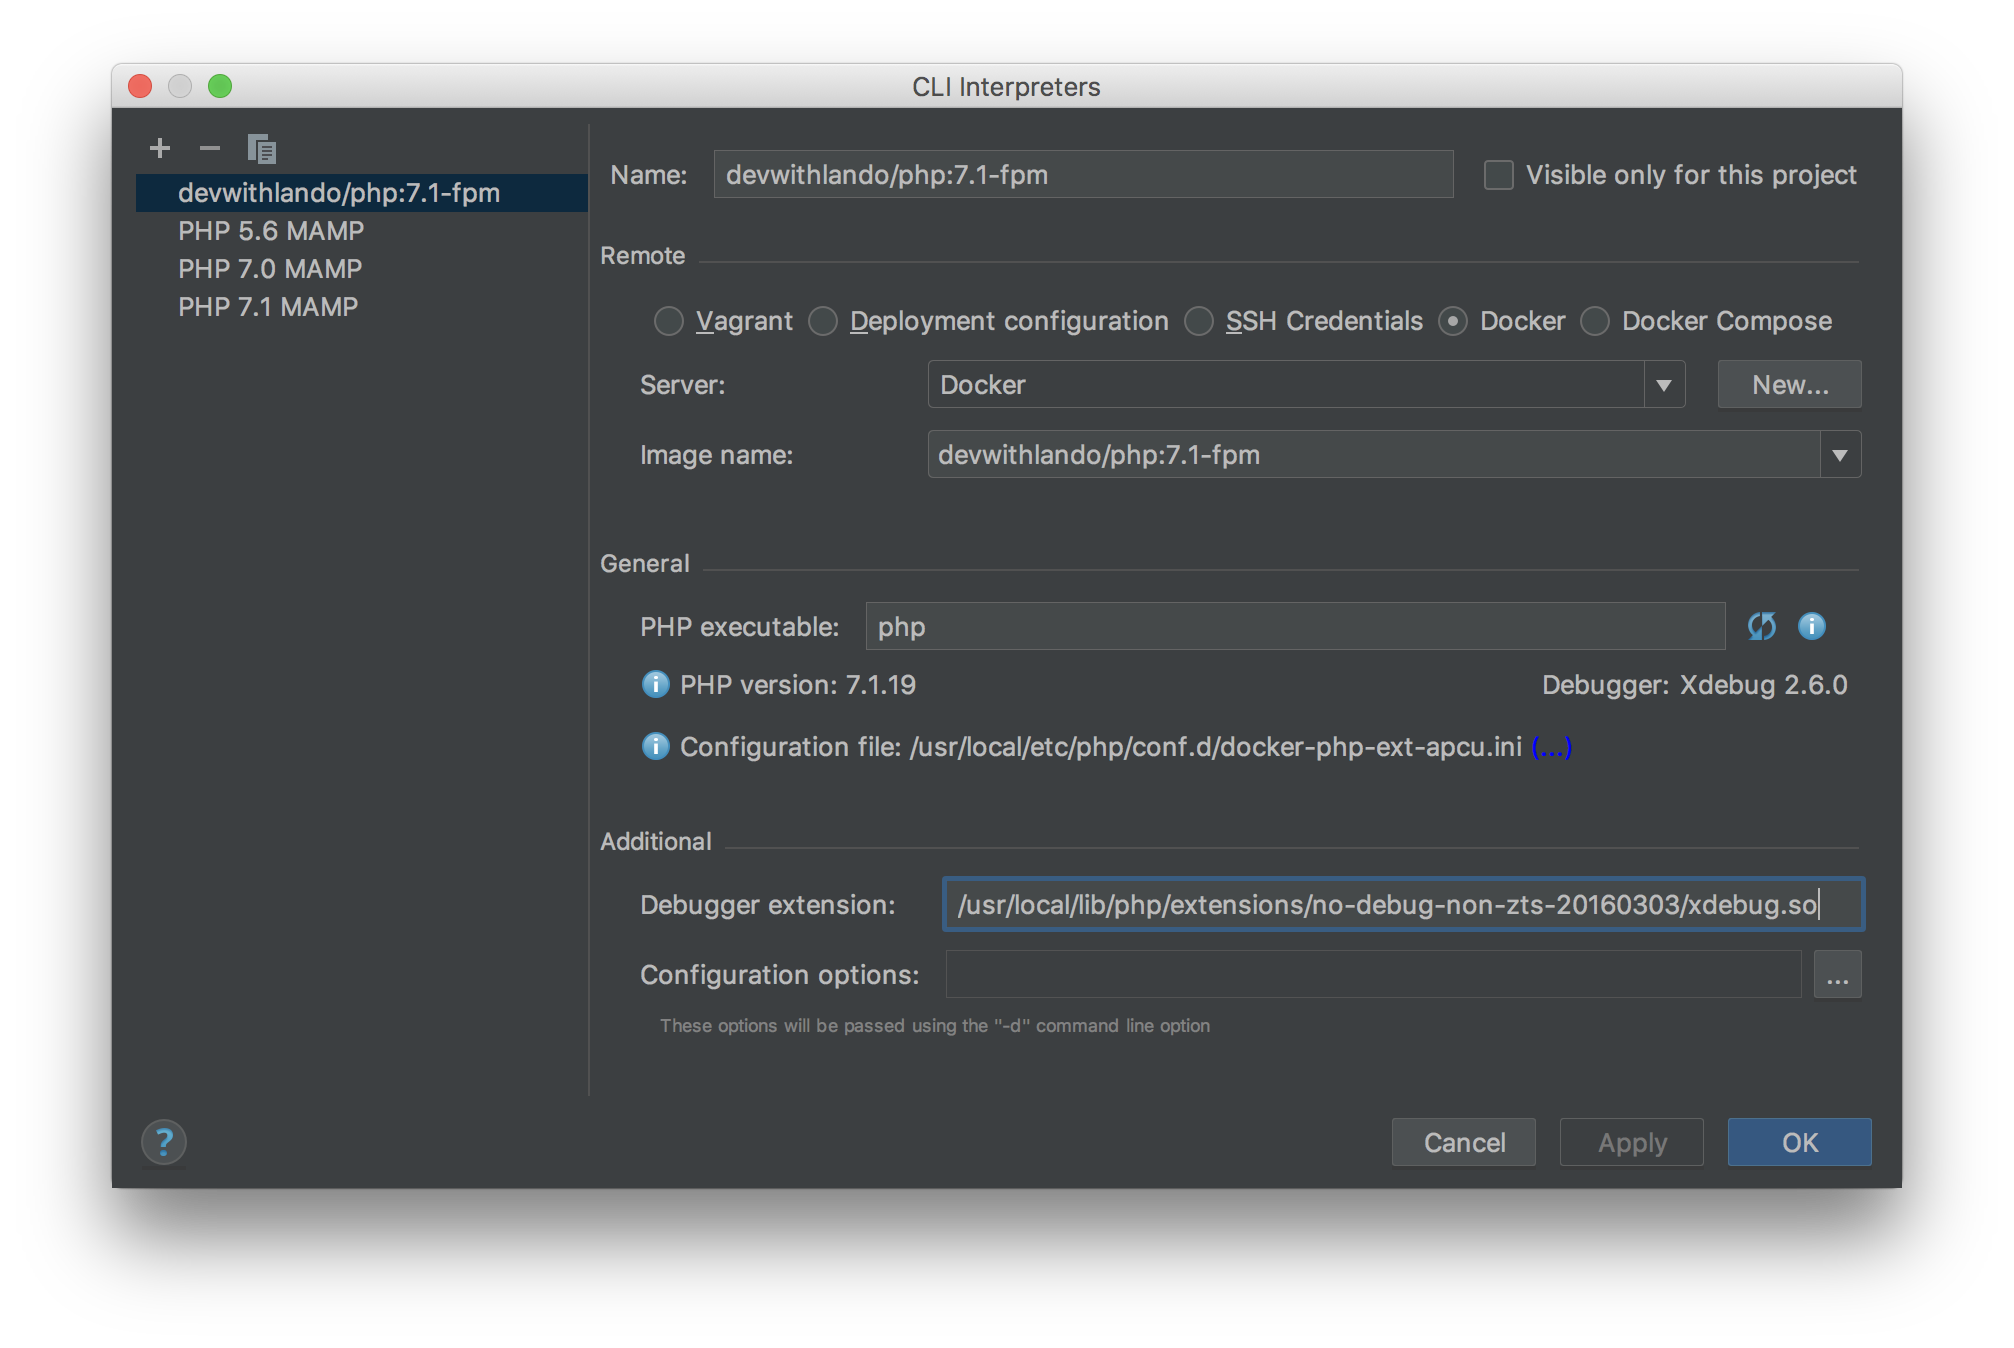 CLI Interpreters
devwithlando/php:7.1-fpm
PHP 5.6 MAMP
PHP 7.0 MAMP
PHP 7.1 MAMP
Name: devwithlando/php:7.1-fpm Visible only for this project
Remote
Vagrant Deployment configuration SSH Credentials Docker Docker Compose
Server: Docker New...
Image name: devwithlando/php:7.1-fpm
General
PHP executable: php
PHP version: 7.1.19 Debugger: Xdebug 2.6.0
Configuration file: /usr/local/etc/php/conf.d/docker-php-ext-apcu.ini (...)
Additional
Debugger extension: /usr/local/lib/php/extensions/no-debug-non-zts-20160303/xdebug.so
Configuration options: ...
These options will be passed using the "-d" command line option
? Cancel Apply OK